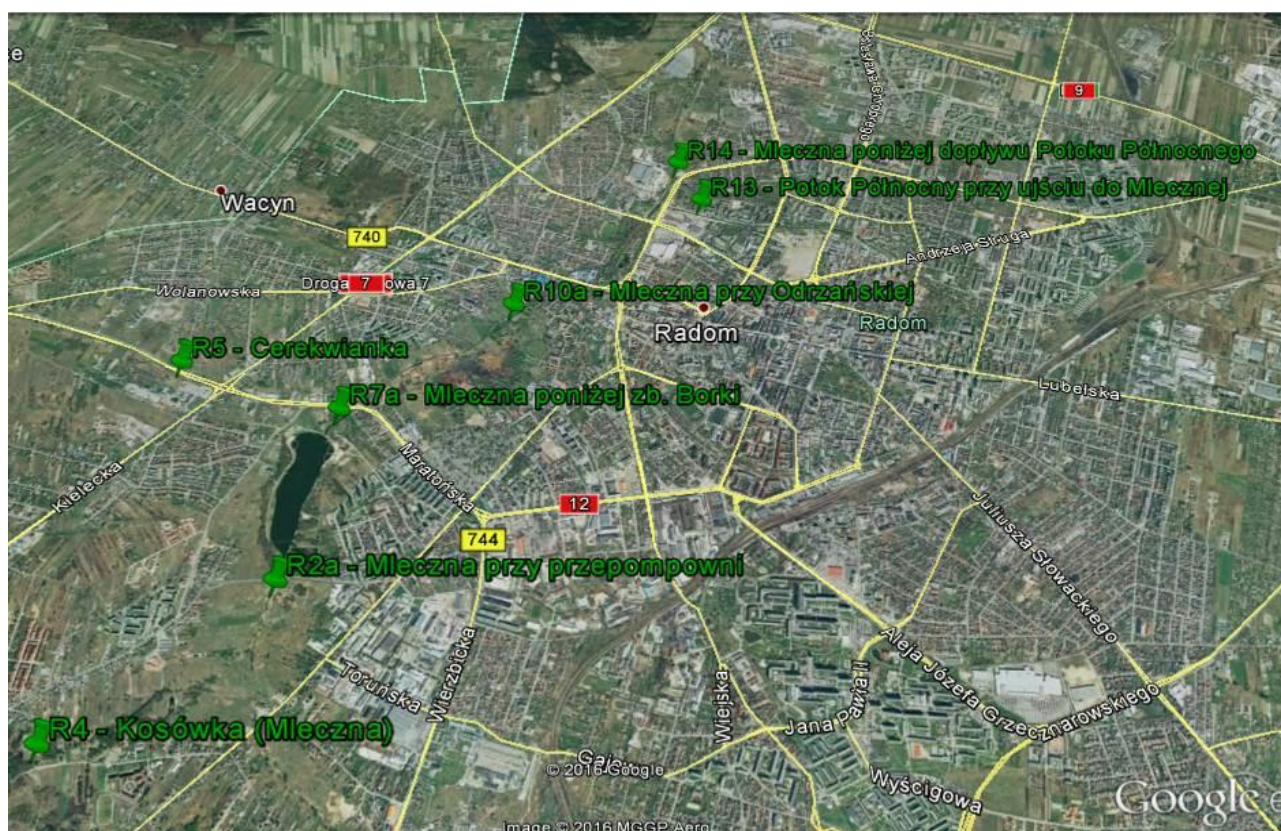 ce
9
R14 - Mleczna poniżej dopływu Potoku Północnego
R13 - Potok Północny przy ujściu do Mlecznej
Wacyn
740
Andrzeja Struga
Droga 7 owa 7
Wolanowska
R10a - Mleczna przy Odrzańskiej
Radom
Radom
R5 - Cerekwianka
R7a - Mleczna poniżej zb. Borki
Lubelska
Kielecka
Maratońska
12
744
Juliusza Słowackiego
R2a - Mleczna przy przepompowni
Aleja Józefa Grzecznarowskiego
Toruńska
Wierzbicka
Wiejska
Jana Pawła II
R4 - Kosówka (Mleczna)
© 2016 Google
Wyścigowa
Google e
Image © 2016 MGGP Aero